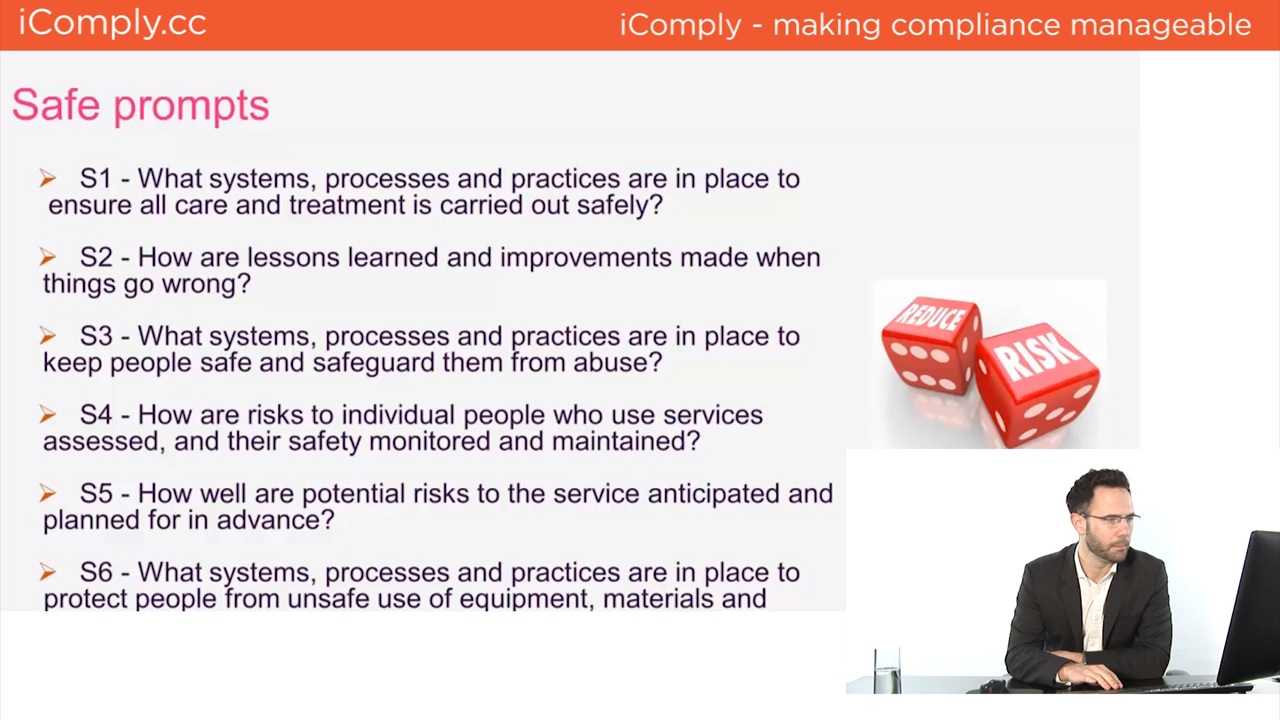 iComply.cc
iComply - making compliance manageable
Safe prompts
S1 - What systems, processes and practices are in place to
ensure all care and treatment is carried out safely?
S2 - How are lessons learned and improvements made when
things go wrong?
S3 - What systems, processes and practices are in place to
keep people safe and safeguard them from abuse?
S4 - How are risks to individual people who use services
assessed, and their safety monitored and maintained?
S5 - How well are potential risks to the service anticipated and
planned for in advance?
S6 - What systems, processes and practices are in place to
protect people from unsafe use of equipment, materials and
REDUCE
RISK